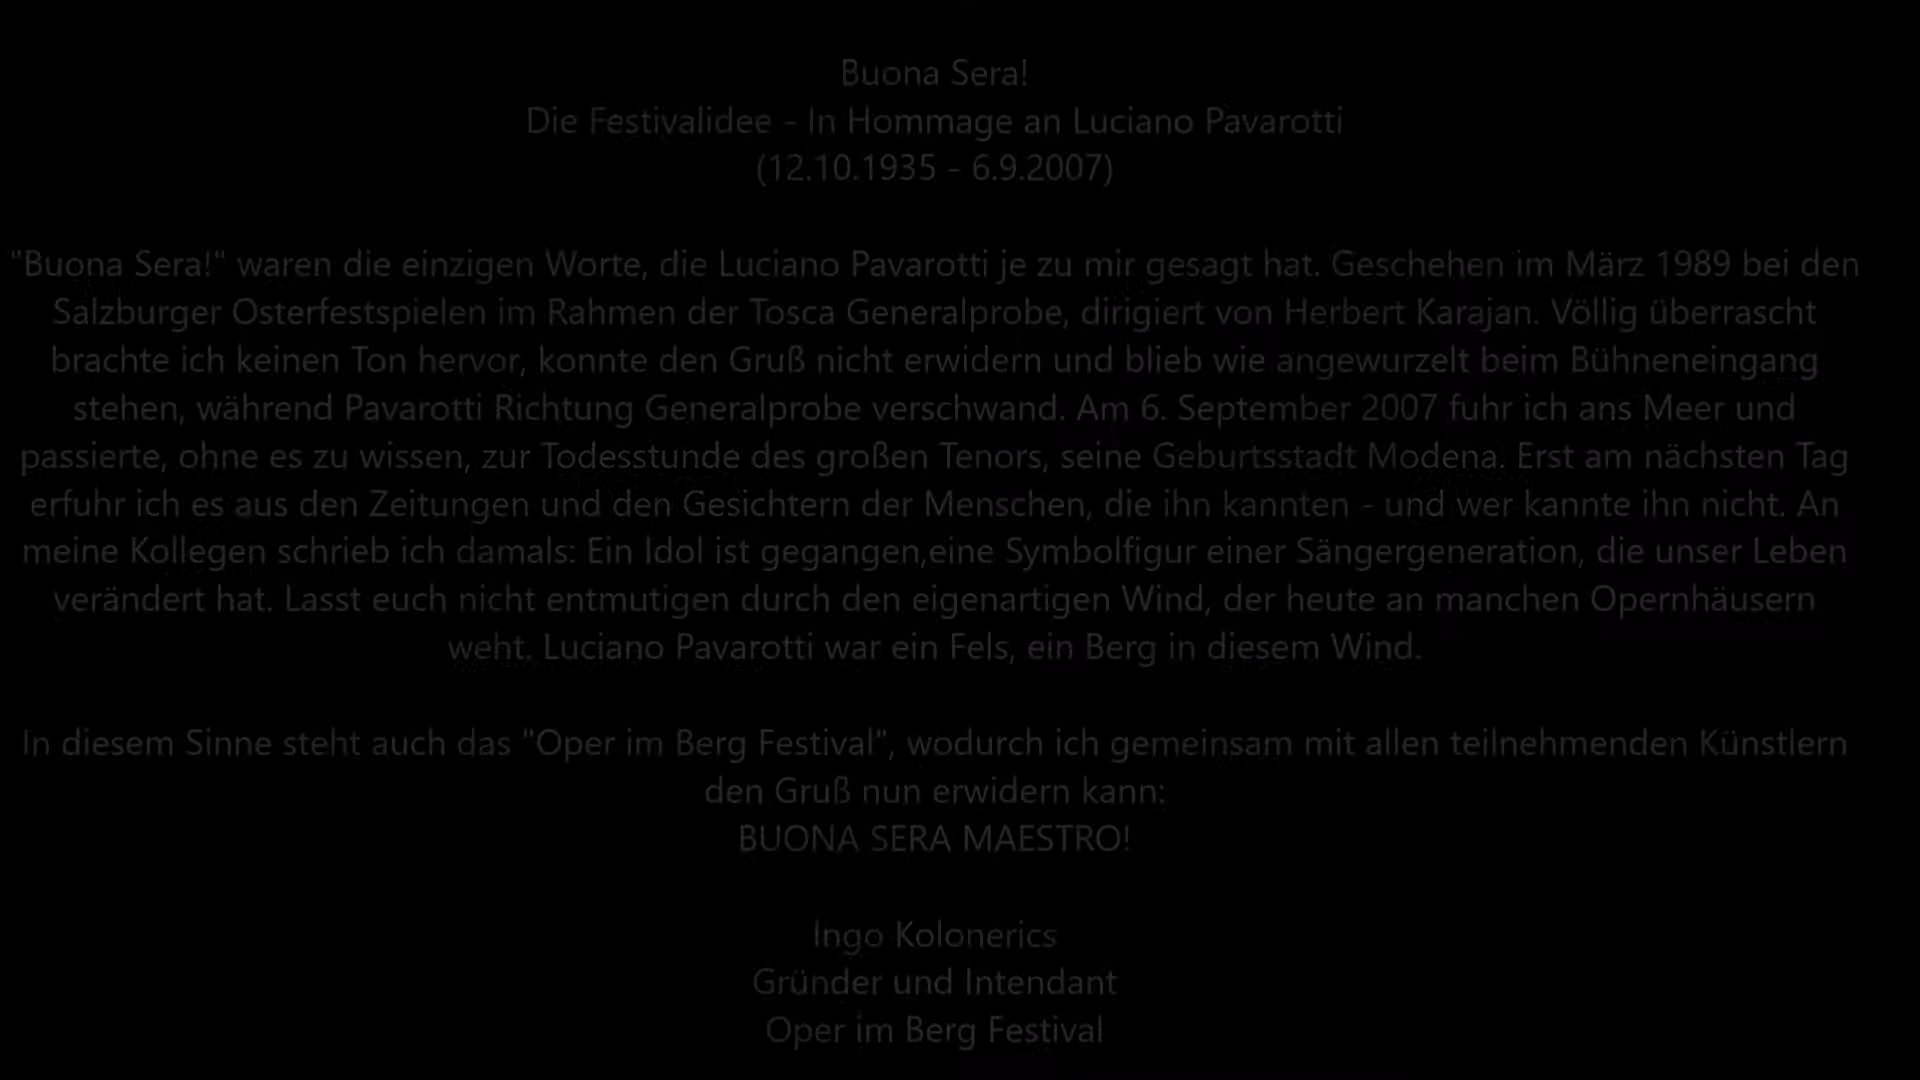 Buona Sera!
Die Festivalidee - In Hommage an Luciano Pavarotti
(12.10.1935 - 6.9.2007)
"Buona Sera!" waren die einzigen Worte, die Luciano Pavarotti je zu mir gesagt hat. Geschehen im März 1989 bei den
Salzburger Osterfestspielen im Rahmen der Tosca Generalprobe, dirigiert von Herbert Karajan. Völlig überrascht
brachte ich keinen Ton hervor, konnte den Gruß nicht erwidern und blieb wie angewurzelt beim Bühneneingang
stehen, während Pavarotti Richtung Generalprobe verschwand. Am 6. September 2007 fuhr ich ans Meer und
passierte, ohne es zu wissen, zur Todesstunde des großen Tenors, seine Geburtsstadt Modena. Erst am nächsten Tag
erfuhr ich es aus den Zeitungen und den Gesichtern der Menschen, die ihn kannten - und wer kannte ihn nicht. An
meine Kollegen schrieb ich damals: Ein Idol ist gegangen,eine Symbolfigur einer Sängergeneration, die unser Leben
verändert hat. Lasst euch nicht entmutigen durch den eigenartigen Wind, der heute an manchen Opernhäusern
weht. Luciano Pavarotti war ein Fels, ein Berg in diesem Wind.
In diesem Sinne steht auch das "Oper im Berg Festival", wodurch ich gemeinsam mit allen teilnehmenden Künstlern
den Gruß nun erwidern kann:
BUONA SERA MAESTRO!
Ingo Kolonerics
Gründer und Intendant
Oper im Berg Festival